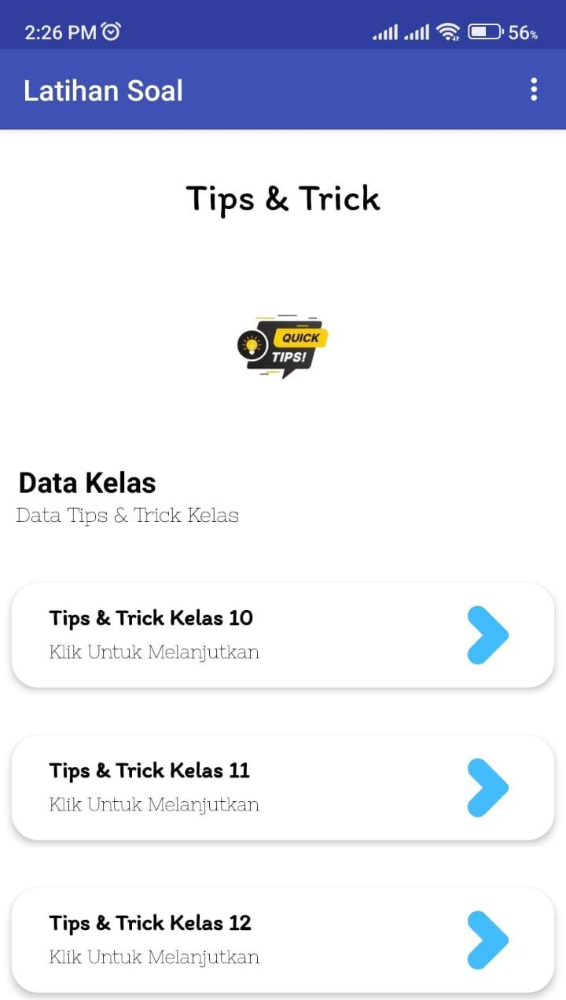 2:26 PM 56%
Latihan Soal
Tips & Trick
QUICK
TIPS!
Data Kelas
Data Tips & Trick Kelas
Tips & Trick Kelas 10
Klik Untuk Melanjutkan
Tips & Trick Kelas 11
Klik Untuk Melanjutkan
Tips & Trick Kelas 12
Klik Untuk Melanjutkan